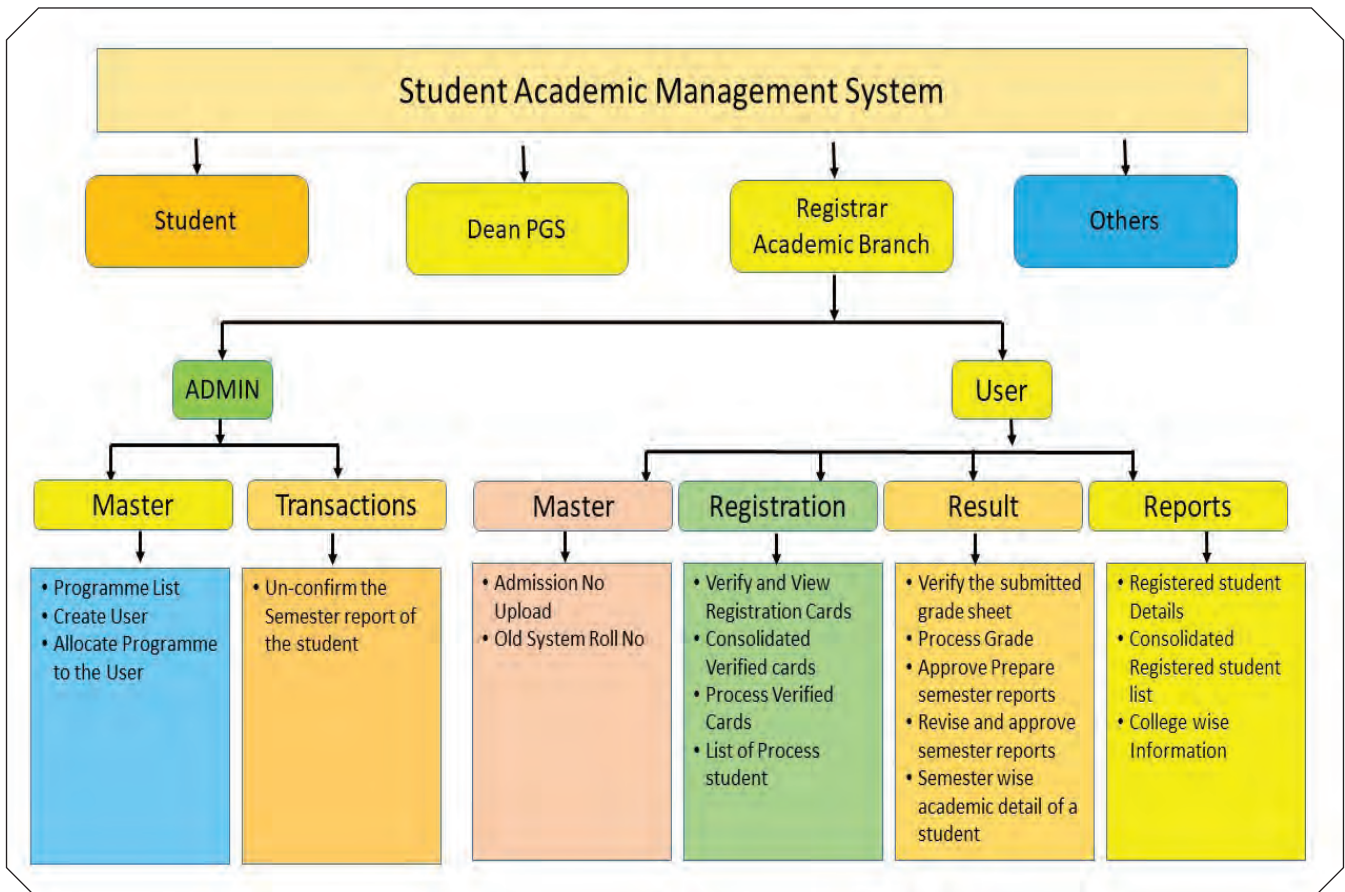 Student Academic Management System
Student
Dean PGS
Registrar
Academic Branch
Others
ADMIN
User
Master
Transactions
Master
Registration
Result
Reports
• Programme List
• Create User
• Allocate Programme
to the User
• Un-confirm the
Semester report of
the student
• Admission No
Upload
• Old System Roll No
• Verify and View
Registration Cards
• Consolidated
Verified cards
• Process Verified
Cards
• List of Process
student
• Verify the submitted
grade sheet
• Process Grade
• Approve Prepare
semester reports
• Revise and approve
semester reports
• Semester wise
academic detail of a
student
• Registered student
Details
• Consolidated
Registered student
list
• College wise
Information